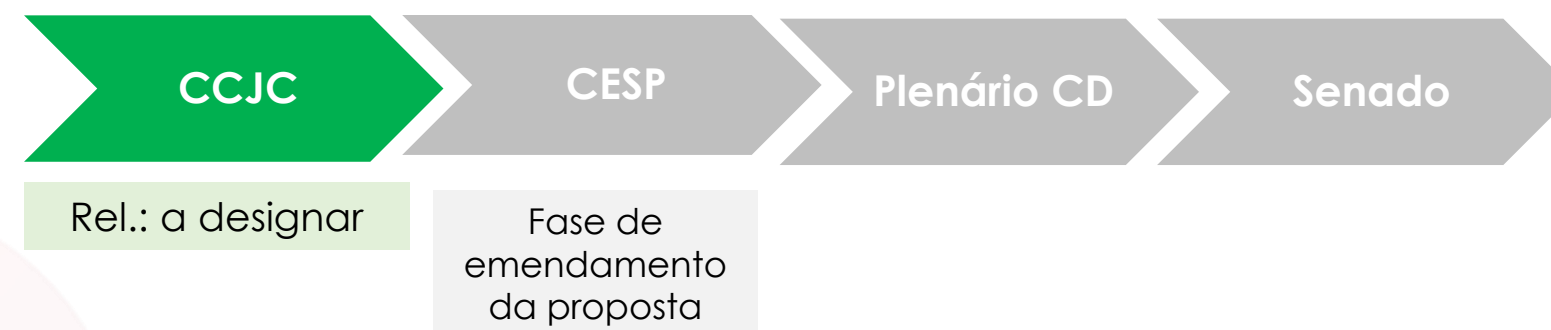 CCJC
CESP
Plenário CD
Senado
Rel.: a designar
Fase de
emendamento
da proposta